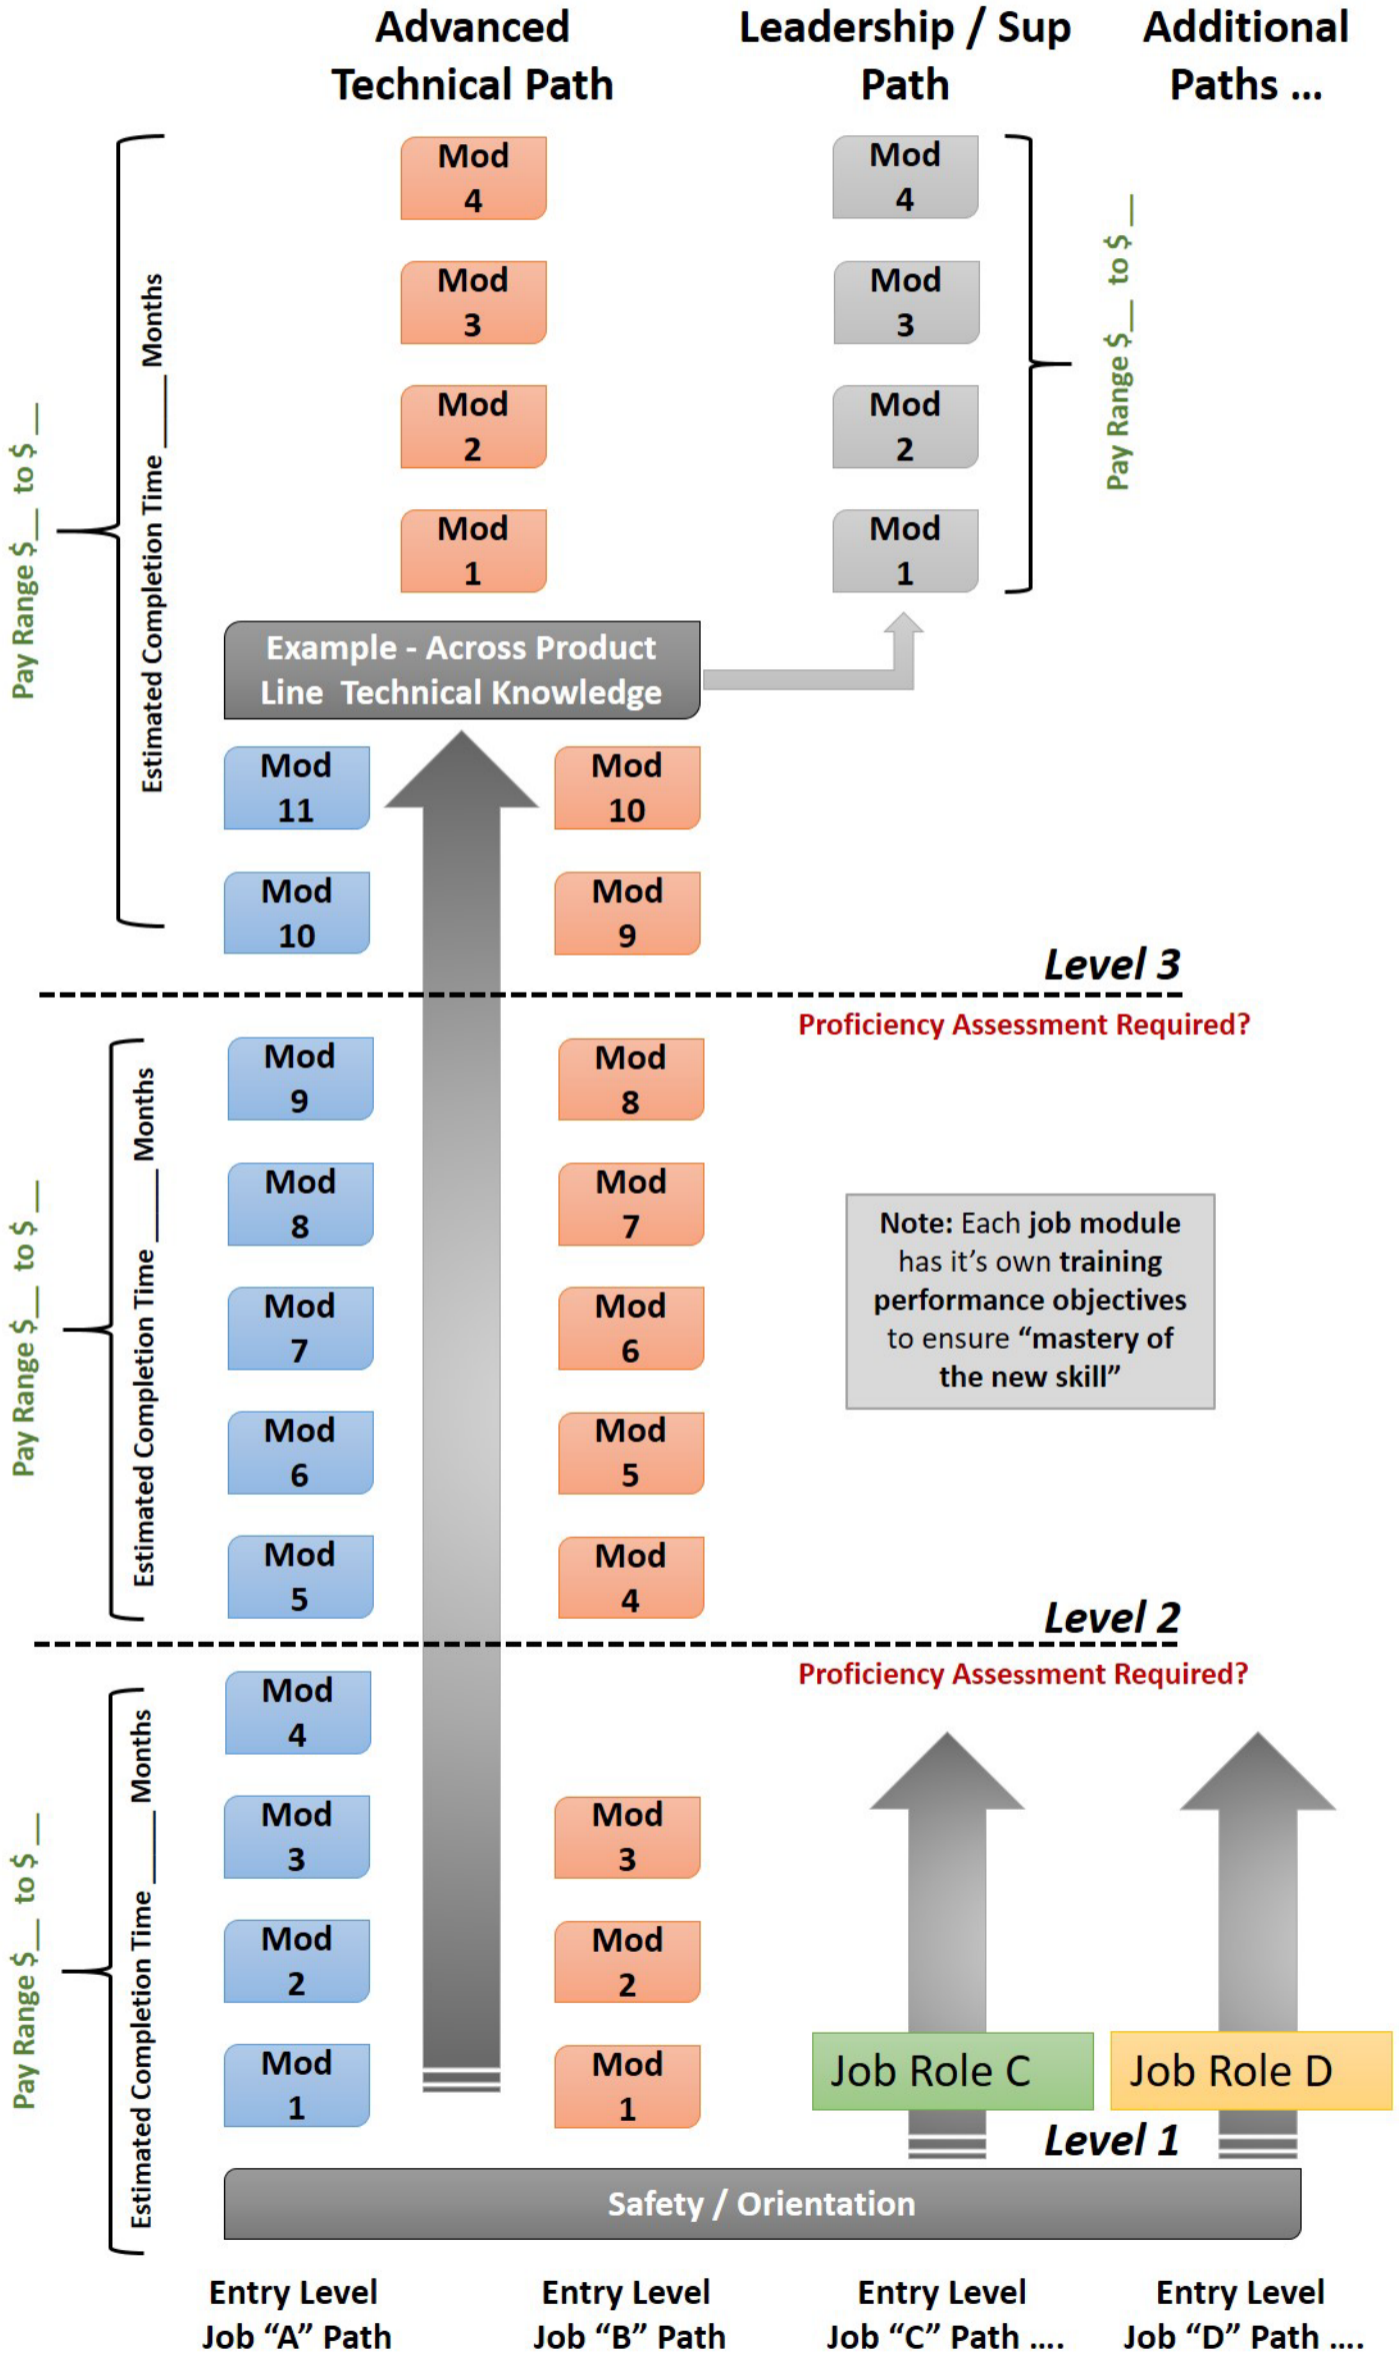 Advanced
Technical Path
Leadership / Sup
Path
Additional
Paths ...
Mod
4
Mod
4
Mod
3
Mod
3
Mod
2
Mod
2
Mod
1
Mod
1
Pay Range $__ to $ __
Estimated Completion Time _____Months
Pay Range $__ to $ __
Example - Across Product
Line Technical Knowledge
Mod
11
Mod
10
Mod
10
Mod
9
Level 3
Proficiency Assessment Required?
Mod
9
Mod
8
Mod
8
Mod
7
Mod
7
Mod
6
Mod
6
Mod
5
Mod
5
Mod
4
Pay Range $__ to $ __
Estimated Completion Time _____Months
Note: Each job module
has it’s own training
performance objectives
to ensure “mastery of
the new skill”
Level 2
Proficiency Assessment Required?
Mod
4
Mod
3
Mod
3
Mod
2
Mod
2
Mod
1
Mod
1
Pay Range $__ to $ __
Estimated Completion Time _____Months
Job Role C
Job Role D
Level 1
Safety / Orientation
Entry Level
Job “A” Path
Entry Level
Job “B” Path
Entry Level
Job “C” Path ....
Entry Level
Job “D” Path ....